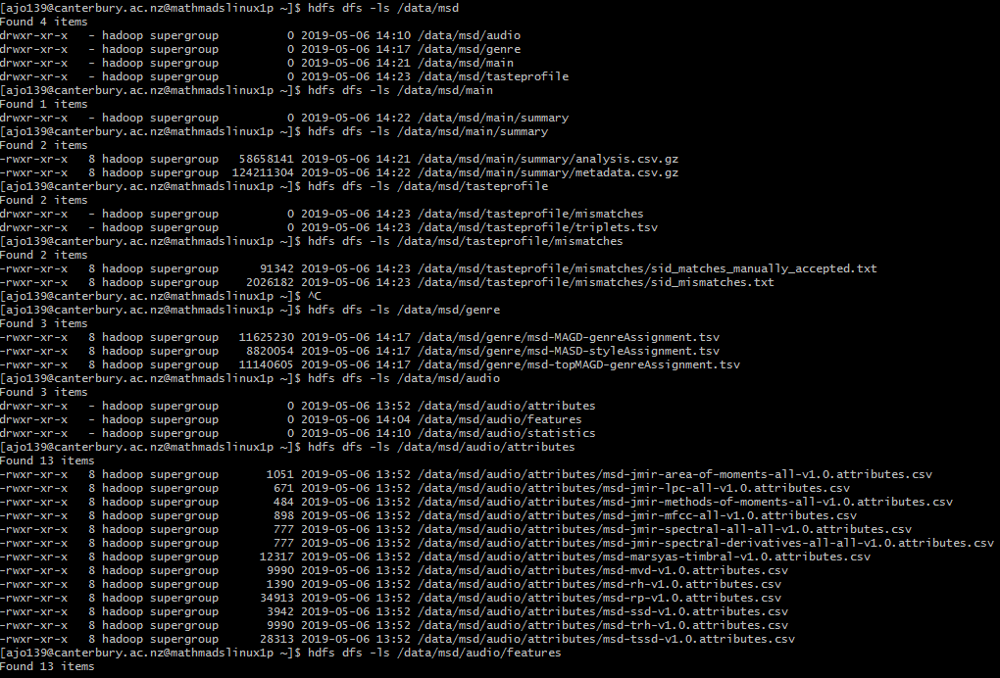 [ajo139@canterbury.ac.nz@mathmadslinux1p ~]$ hdfs dfs -ls /data/msd
Found 4 items
drwxr-xr-x   - hadoop supergroup          0 2019-05-06 14:10 /data/msd/audio
drwxr-xr-x   - hadoop supergroup          0 2019-05-06 14:17 /data/msd/genre
drwxr-xr-x   - hadoop supergroup          0 2019-05-06 14:21 /data/msd/main
drwxr-xr-x   - hadoop supergroup          0 2019-05-06 14:23 /data/msd/tasteprofile
[ajo139@canterbury.ac.nz@mathmadslinux1p ~]$ hdfs dfs -ls /data/msd/main
Found 1 items
drwxr-xr-x   - hadoop supergroup          0 2019-05-06 14:22 /data/msd/main/summary
[ajo139@canterbury.ac.nz@mathmadslinux1p ~]$ hdfs dfs -ls /data/msd/main/summary
Found 2 items
-rwxr-xr-x   8 hadoop supergroup   58658141 2019-05-06 14:21 /data/msd/main/summary/analysis.csv.gz
-rwxr-xr-x   8 hadoop supergroup  124211304 2019-05-06 14:22 /data/msd/main/summary/metadata.csv.gz
[ajo139@canterbury.ac.nz@mathmadslinux1p ~]$ hdfs dfs -ls /data/msd/tasteprofile
Found 2 items
drwxr-xr-x   - hadoop supergroup          0 2019-05-06 14:23 /data/msd/tasteprofile/mismatches
drwxr-xr-x   - hadoop supergroup          0 2019-05-06 14:23 /data/msd/tasteprofile/triplets.tsv
[ajo139@canterbury.ac.nz@mathmadslinux1p ~]$ hdfs dfs -ls /data/msd/tasteprofile/mismatches
Found 2 items
-rwxr-xr-x   8 hadoop supergroup      91342 2019-05-06 14:23 /data/msd/tasteprofile/mismatches/sid_matches_manually_accepted.txt
-rwxr-xr-x   8 hadoop supergroup    2026182 2019-05-06 14:23 /data/msd/tasteprofile/mismatches/sid_mismatches.txt
[ajo139@canterbury.ac.nz@mathmadslinux1p ~]$ ^C
[ajo139@canterbury.ac.nz@mathmadslinux1p ~]$ hdfs dfs -ls /data/msd/genre
Found 3 items
-rwxr-xr-x   8 hadoop supergroup   11625230 2019-05-06 14:17 /data/msd/genre/msd-MAGD-genreAssignment.tsv
-rwxr-xr-x   8 hadoop supergroup    8820054 2019-05-06 14:17 /data/msd/genre/msd-MASD-styleAssignment.tsv
-rwxr-xr-x   8 hadoop supergroup   11140605 2019-05-06 14:17 /data/msd/genre/msd-topMAGD-genreAssignment.tsv
[ajo139@canterbury.ac.nz@mathmadslinux1p ~]$ hdfs dfs -ls /data/msd/audio
Found 3 items
drwxr-xr-x   - hadoop supergroup          0 2019-05-06 13:52 /data/msd/audio/attributes
drwxr-xr-x   - hadoop supergroup          0 2019-05-06 14:04 /data/msd/audio/features
drwxr-xr-x   - hadoop supergroup          0 2019-05-06 14:10 /data/msd/audio/statistics
[ajo139@canterbury.ac.nz@mathmadslinux1p ~]$ hdfs dfs -ls /data/msd/audio/attributes
Found 13 items
-rwxr-xr-x   8 hadoop supergroup       1051 2019-05-06 13:52 /data/msd/audio/attributes/msd-jmir-area-of-moments-all-v1.0.attributes.csv
-rwxr-xr-x   8 hadoop supergroup        671 2019-05-06 13:52 /data/msd/audio/attributes/msd-jmir-lpc-all-v1.0.attributes.csv
-rwxr-xr-x   8 hadoop supergroup        484 2019-05-06 13:52 /data/msd/audio/attributes/msd-jmir-methods-of-moments-all-v1.0.attributes.csv
-rwxr-xr-x   8 hadoop supergroup        898 2019-05-06 13:52 /data/msd/audio/attributes/msd-jmir-mfcc-all-v1.0.attributes.csv
-rwxr-xr-x   8 hadoop supergroup        777 2019-05-06 13:52 /data/msd/audio/attributes/msd-jmir-spectral-all-all-v1.0.attributes.csv
-rwxr-xr-x   8 hadoop supergroup        777 2019-05-06 13:52 /data/msd/audio/attributes/msd-jmir-spectral-derivatives-all-all-v1.0.attributes.csv
-rwxr-xr-x   8 hadoop supergroup      12317 2019-05-06 13:52 /data/msd/audio/attributes/msd-marsyas-timbral-v1.0.attributes.csv
-rwxr-xr-x   8 hadoop supergroup       9990 2019-05-06 13:52 /data/msd/audio/attributes/msd-mvd-v1.0.attributes.csv
-rwxr-xr-x   8 hadoop supergroup       1390 2019-05-06 13:52 /data/msd/audio/attributes/msd-rh-v1.0.attributes.csv
-rwxr-xr-x   8 hadoop supergroup      34913 2019-05-06 13:52 /data/msd/audio/attributes/msd-rp-v1.0.attributes.csv
-rwxr-xr-x   8 hadoop supergroup       3942 2019-05-06 13:52 /data/msd/audio/attributes/msd-ssd-v1.0.attributes.csv
-rwxr-xr-x   8 hadoop supergroup       9990 2019-05-06 13:52 /data/msd/audio/attributes/msd-trh-v1.0.attributes.csv
-rwxr-xr-x   8 hadoop supergroup      28313 2019-05-06 13:52 /data/msd/audio/attributes/msd-tssd-v1.0.attributes.csv
[ajo139@canterbury.ac.nz@mathmadslinux1p ~]$ hdfs dfs -ls /data/msd/audio/features
Found 13 items